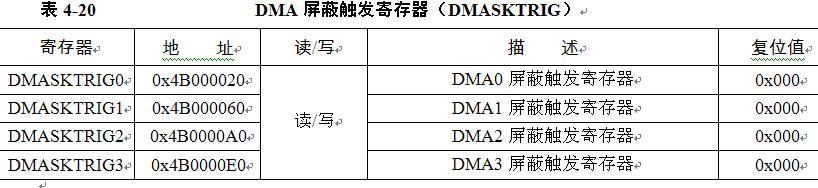 表 4-20 DMA 屏蔽触发寄存器（DMASKTRIG）
寄存器 地 址 读/写 描 述 复位值
DMASKTRIG0 0x4B000020 读/写 DMA0 屏蔽触发寄存器 0x000
DMASKTRIG1 0x4B000060 DMA1 屏蔽触发寄存器 0x000
DMASKTRIG2 0x4B0000A0 DMA2 屏蔽触发寄存器 0x000
DMASKTRIG3 0x4B0000E0 DMA3 屏蔽触发寄存器 0x000